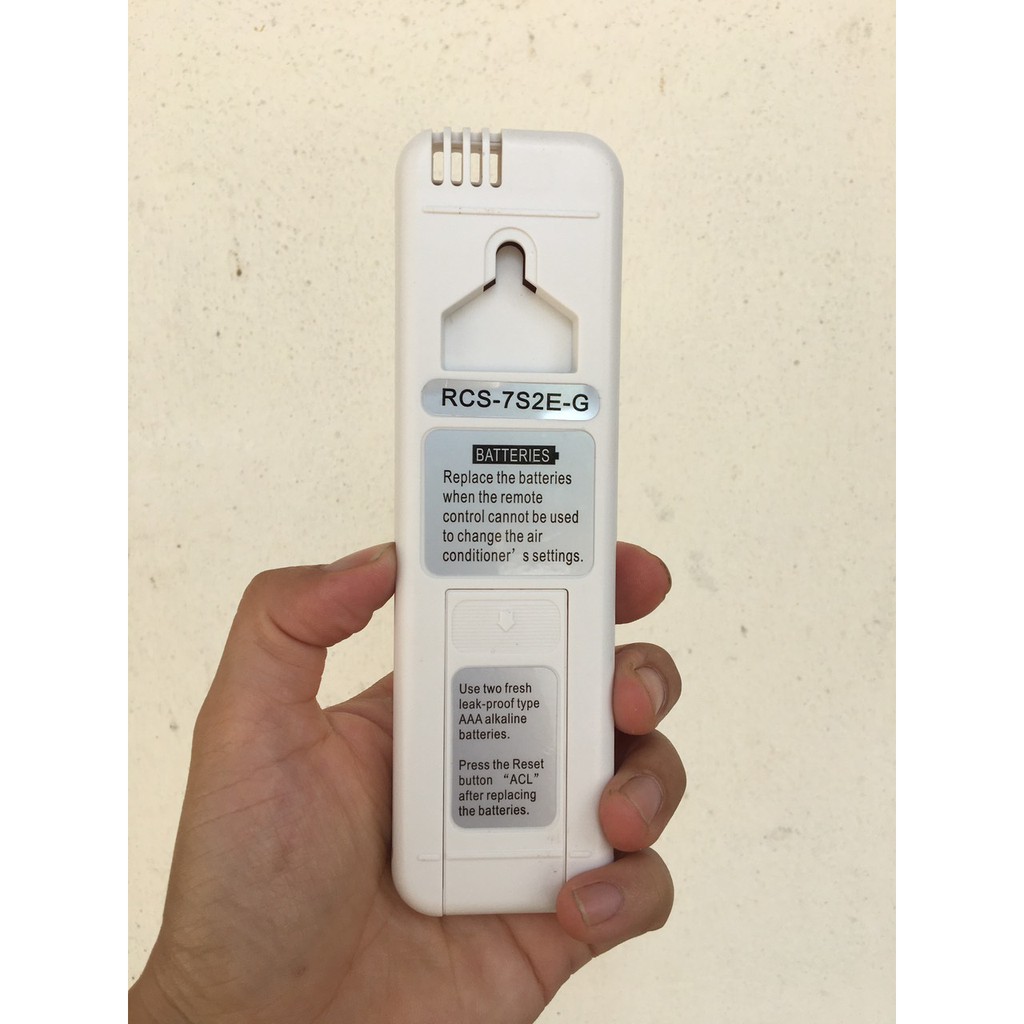 RCS-7S2E-G
BATTERIES
Replace the batteries
when the remote
control cannot be used
to change the air
conditioner’ s settings.
Use two fresh
leak-proof type
AAA alkaline
batteries.
Press the Reset
button “ACL”
after replacing
the batteries.